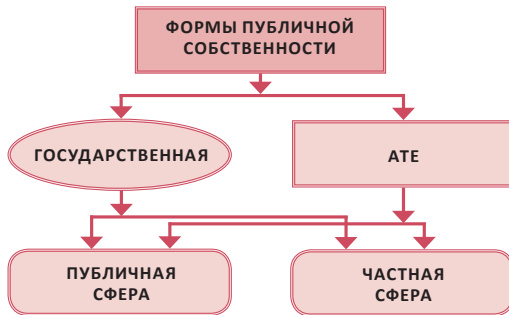 ФОРМЫ ПУБЛИЧНОЙ
СОБСТВЕННОСТИ
ГОСУДАРСТВЕННАЯ
АТЕ
ПУБЛИЧНАЯ
СФЕРА
ЧАСТНАЯ
СФЕРА